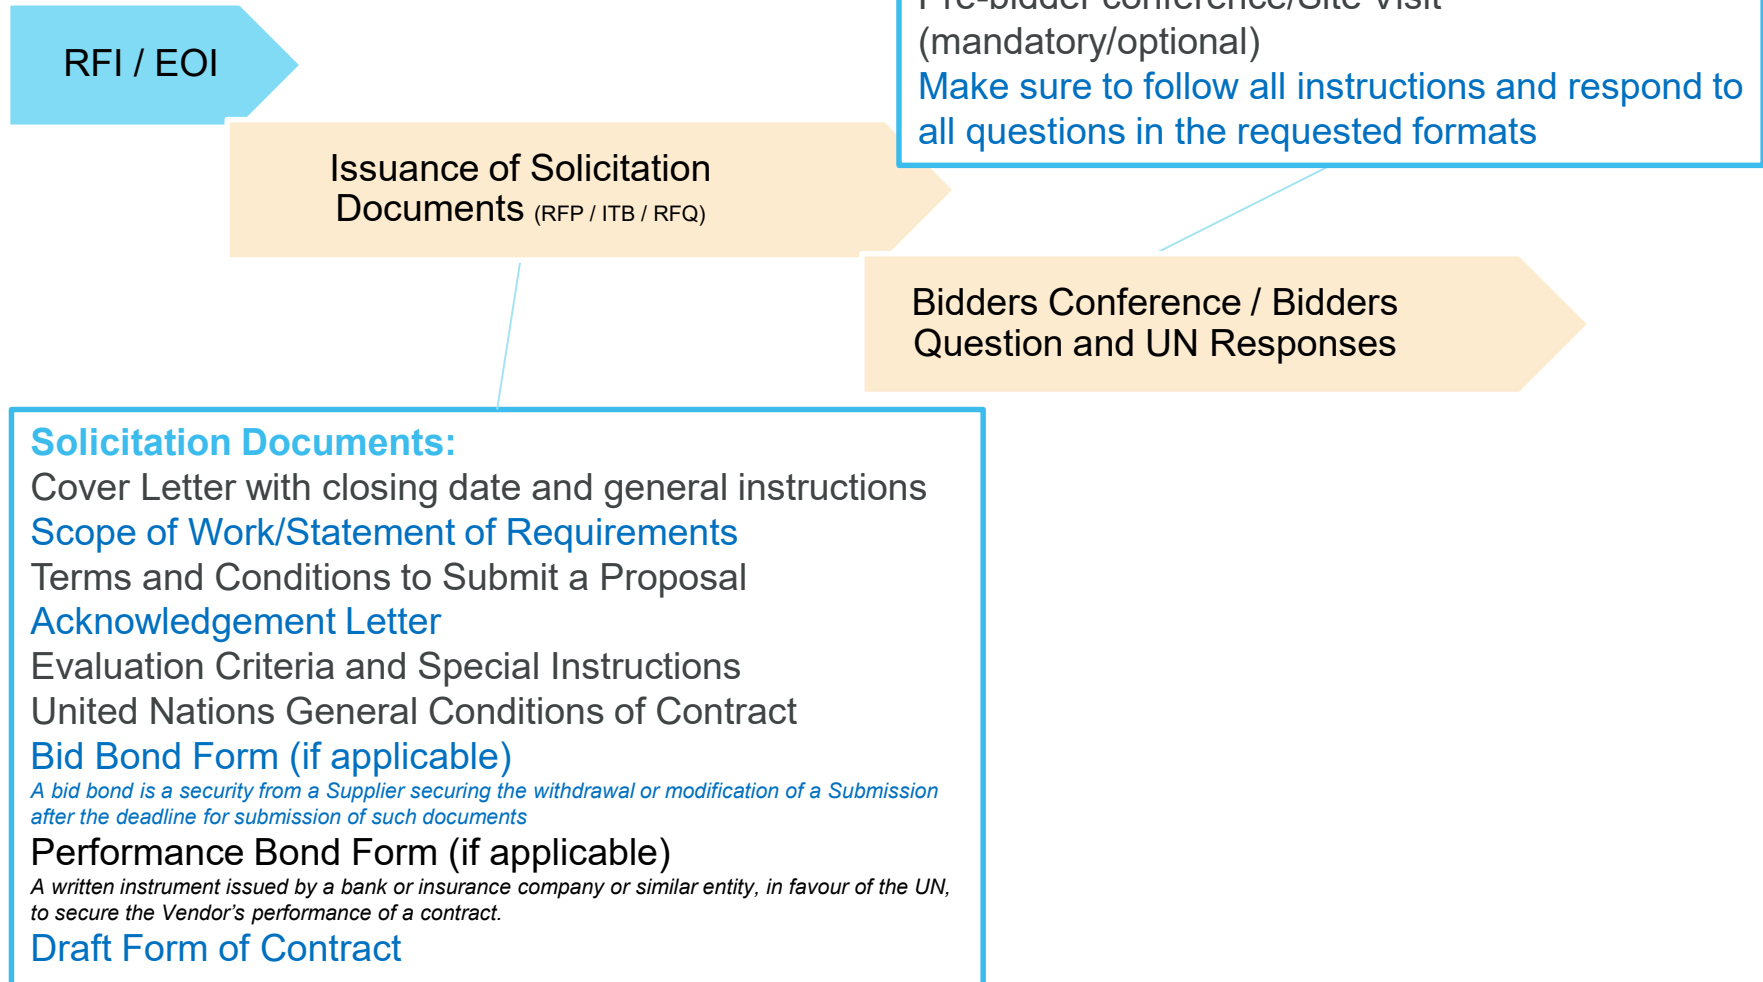 RFI / EOI
Pre-bidder conference/Site Visit
(mandatory/optional)
Make sure to follow all instructions and respond to
all questions in the requested formats
Issuance of Solicitation
Documents (RFP / ITB / RFQ)
Bidders Conference / Bidders
Question and UN Responses
Solicitation Documents:
Cover Letter with closing date and general instructions
Scope of Work/Statement of Requirements
Terms and Conditions to Submit a Proposal
Acknowledgement Letter
Evaluation Criteria and Special Instructions
United Nations General Conditions of Contract
Bid Bond Form (if applicable)
A bid bond is a security from a Supplier securing the withdrawal or modification of a Submission
after the deadline for submission of such documents
Performance Bond Form (if applicable)
A written instrument issued by a bank or insurance company or similar entity, in favour of the UN,
to secure the Vendor's performance of a contract.
Draft Form of Contract